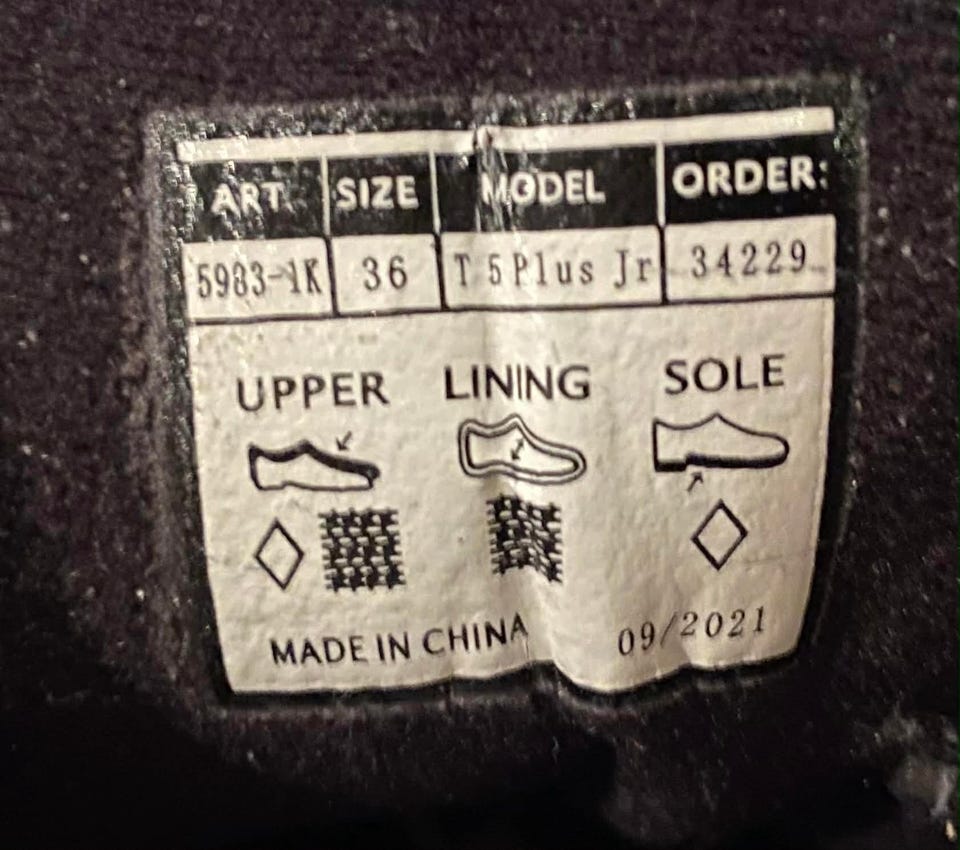 ART. SIZE MODEL ORDER:
5983-1K 36 T 5 Plus Jr 34229
UPPER LINING SOLE
MADE IN CHINA 09/2021